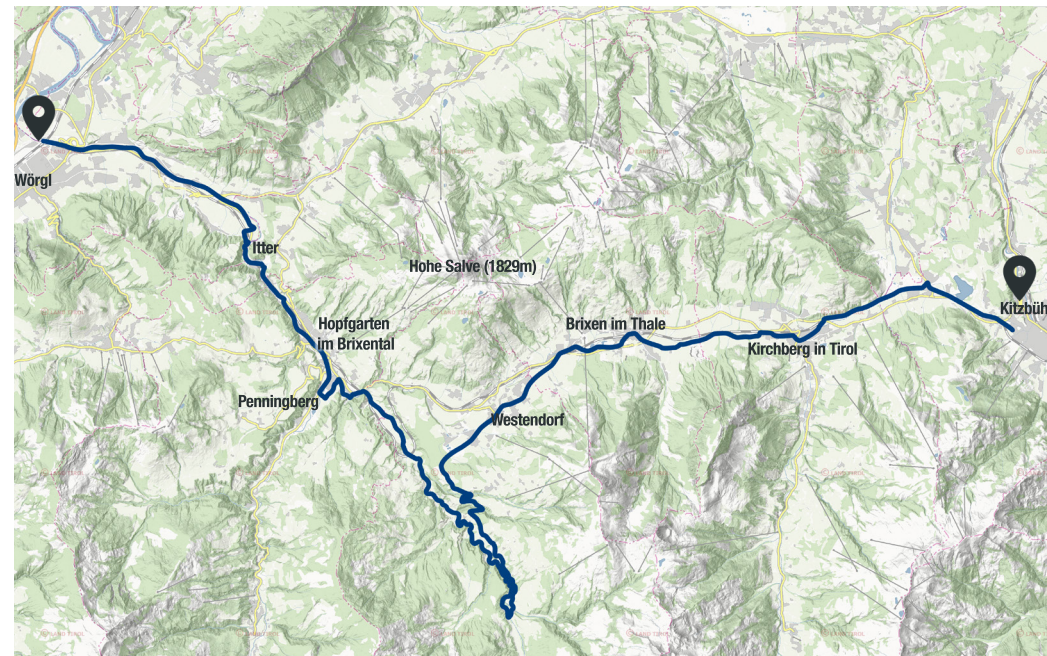 Wörgl
Itter
Hohe Salve (1829m)
Hopfgarten
im Brixental
Penningberg
Westendorf
Brixen im Thale
Kirchberg in Tirol
Kitzbüh